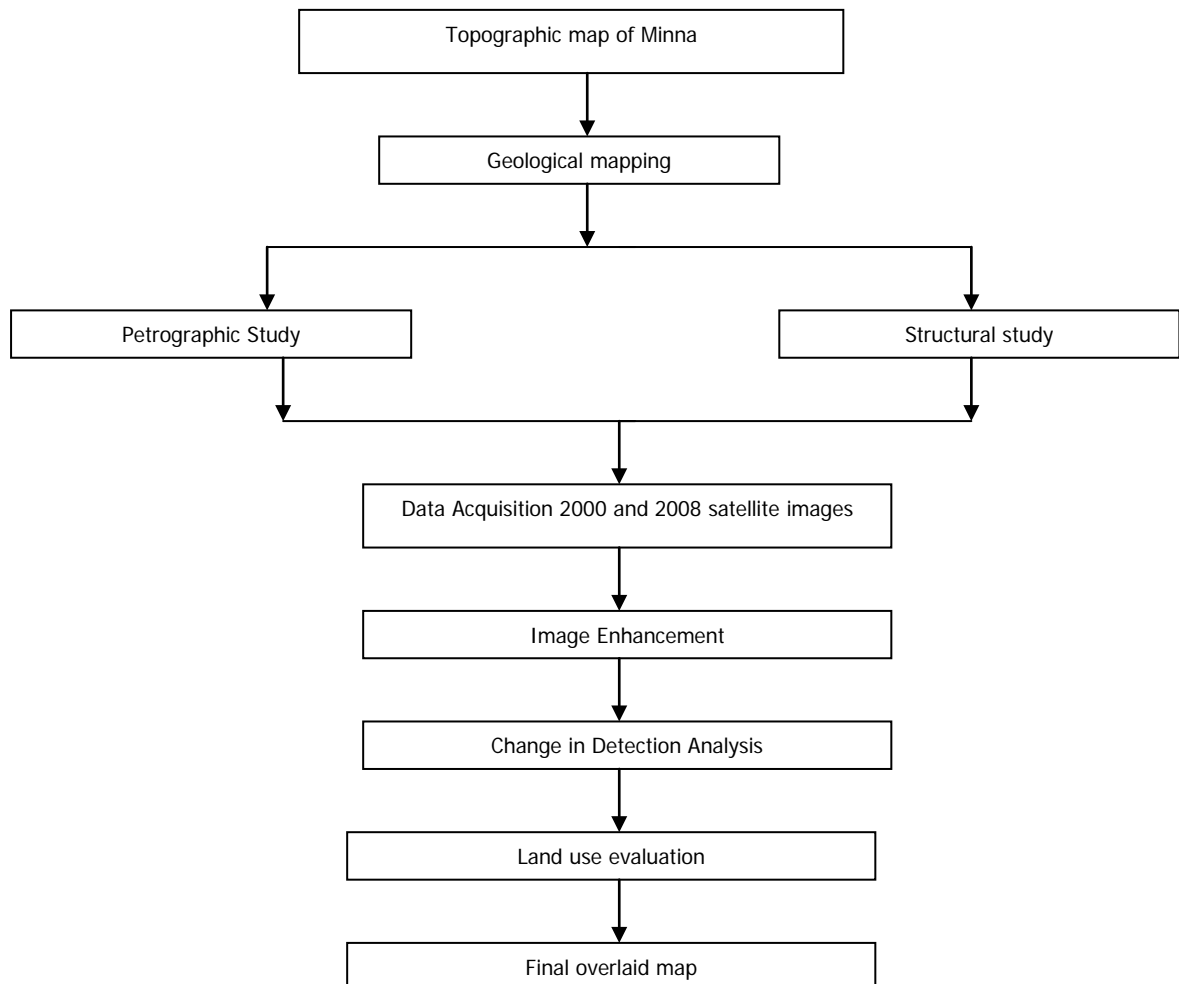 Topographic map of Minna
Geological mapping
Petrographic Study
Structural study
Data Acquisition 2000 and 2008 satellite images
Image Enhancement
Change in Detection Analysis
Land use evaluation
Final overlaid map